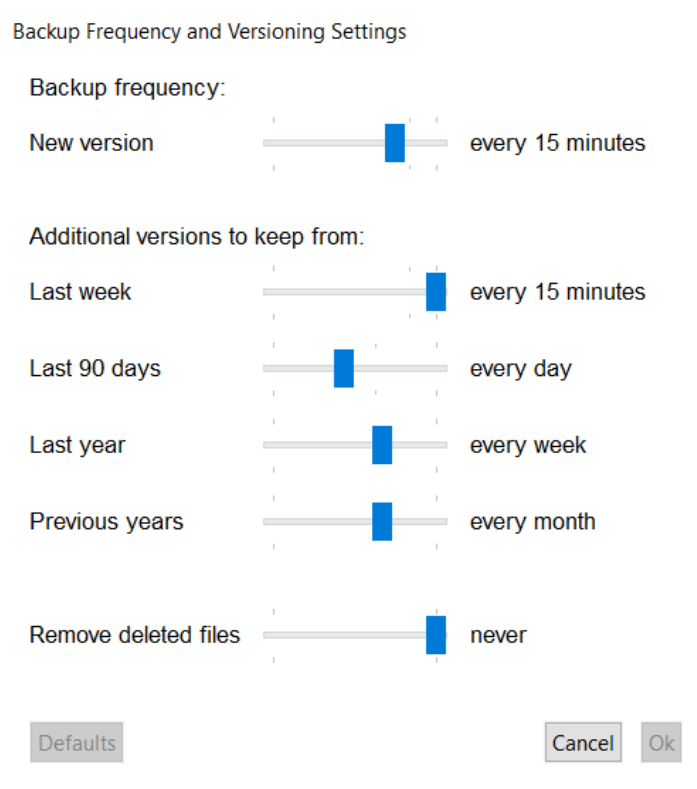 Backup Frequency and Versioning Settings
Backup frequency:
New version every 15 minutes
Additional versions to keep from:
Last week every 15 minutes
Last 90 days every day
Last year every week
Previous years every month
Remove deleted files never
Defaults Cancel Ok